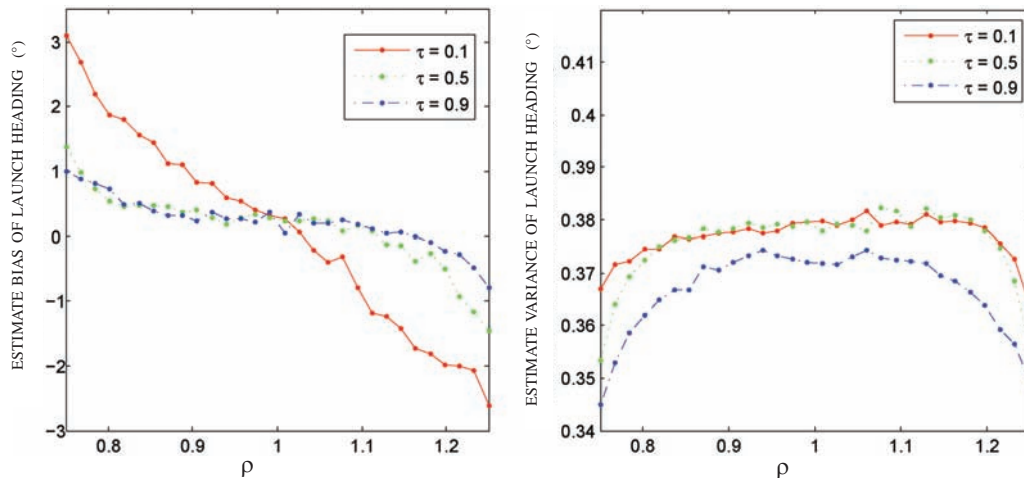 ESTIMATE BIAS OF LAUNCH HEADING (°)
3
2
1
0
−1
−2
−3
0.8
0.9
1
1.1
1.2
ρ
τ = 0.1
τ = 0.5
τ = 0.9
ESTIMATE VARIANCE OF LAUNCH HEADING (°)
0.41
0.4
0.39
0.38
0.37
0.36
0.35
0.34
0.8
0.9
1
1.1
1.2
ρ
τ = 0.1
τ = 0.5
τ = 0.9